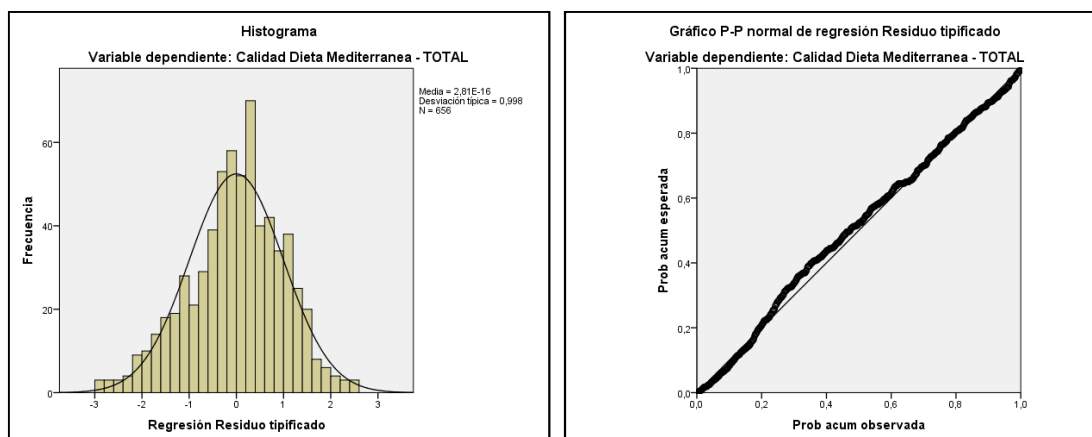 Histograma
Variable dependiente: Calidad Dieta Mediterranea - TOTAL
Media = 2,81E-16
Desviación típica = 0,998
N = 656
Frecuencia
60
40
20
0
-3 -2 -1 0 1 2 3
Regresión Residuo tipificado
Gráfico P-P normal de regresión Residuo tipificado
Variable dependiente: Calidad Dieta Mediterranea - TOTAL
Prob acum esperada
1,0
0,8
0,6
0,4
0,2
0,0
0,0 0,2 0,4 0,6 0,8 1,0
Prob acum observada